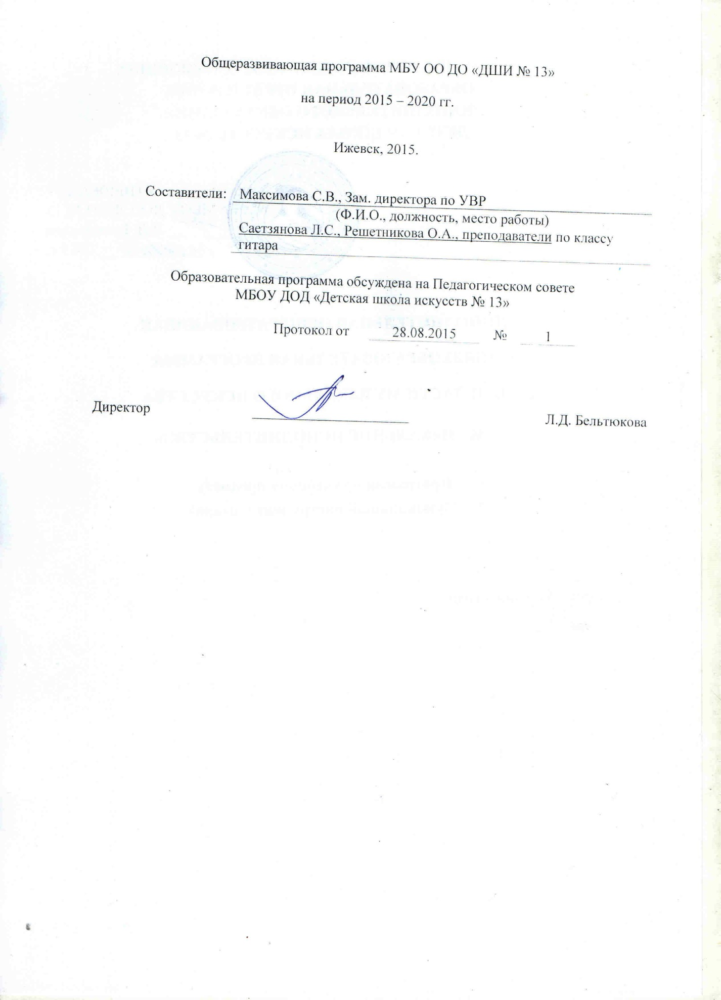 Общеразвивающая программа МБУ ОО ДО «ДШИ № 13»
на период 2015 – 2020 гг.
Ижевск, 2015.
Составители: Максимова С.В., Зам. директора по УВР
(Ф.И.О., должность, место работы)
Саетзянова Л.С., Решетникова О.А., преподаватели по классу
гитара
Образовательная программа обсуждена на Педагогическом совете
МБОУ ДОД «Детская школа искусств № 13»
Протокол от 28.08.2015 № 1
Директор Л.Д. Бельтюкова